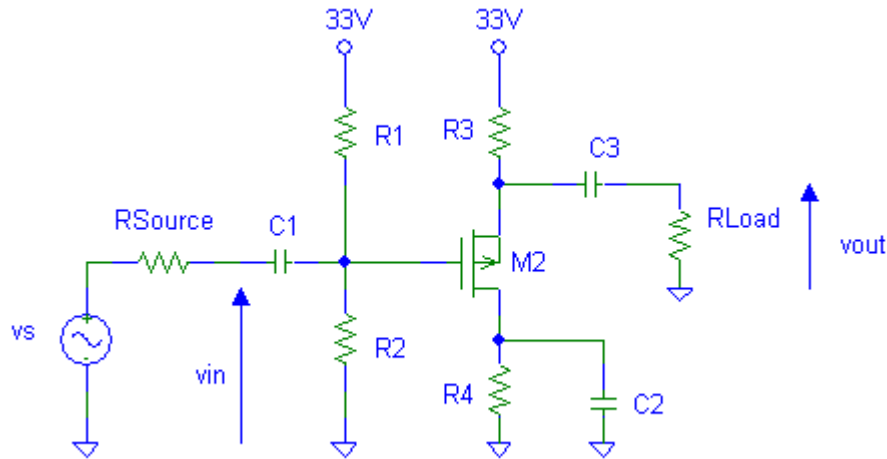 33V 33V
R1 R3
C3
RSource C1 RLoad
M2 vout
vs
vin R2 R4 C2